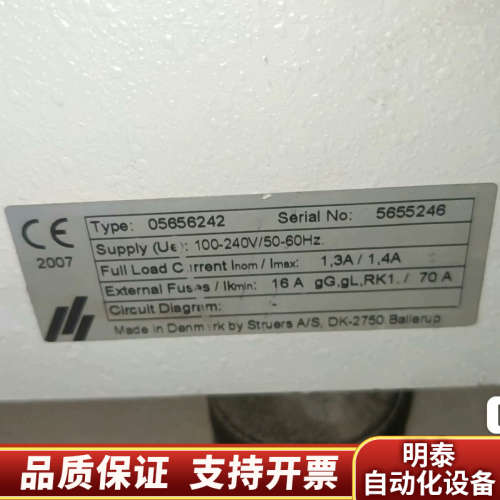 CE
2007
Type: 05656242 Serial No: 5655246
Supply (Ue): 100-240V/50-60Hz.
Full Load Current Inom / Imax: 1,3A / 1,4A
External Fuses / Ikmin: 16 A gG,gL,RK1. / 70 A
Circuit Diagram: -
Made in Denmark by Struers A/S, DK-2750 Ballerup
品质保证 支持开票
明泰
自动化设备